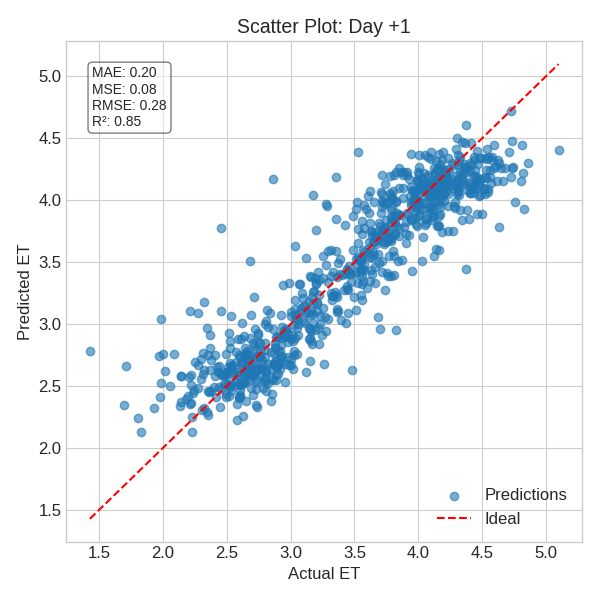 Scatter Plot: Day +1
MAE: 0.20
MSE: 0.08
RMSE: 0.28
R²: 0.85
Predicted ET
5.0
4.5
4.0
3.5
3.0
2.5
2.0
1.5
Predictions
Ideal
1.5 2.0 2.5 3.0 3.5 4.0 4.5 5.0
Actual ET